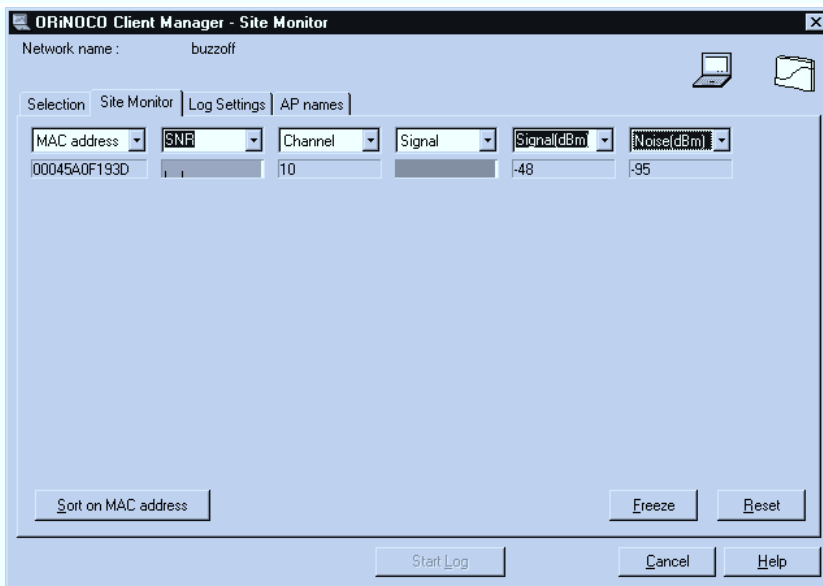 ORiNOCO Client Manager - Site Monitor
Network name : buzzoff
Selection Site Monitor Log Settings AP names
MAC address SNR Channel Signal Signal(dBm) Noise(dBm)
00045A0F193D 10 -48 -95
Sort on MAC address Freeze Reset
Start Log Cancel Help